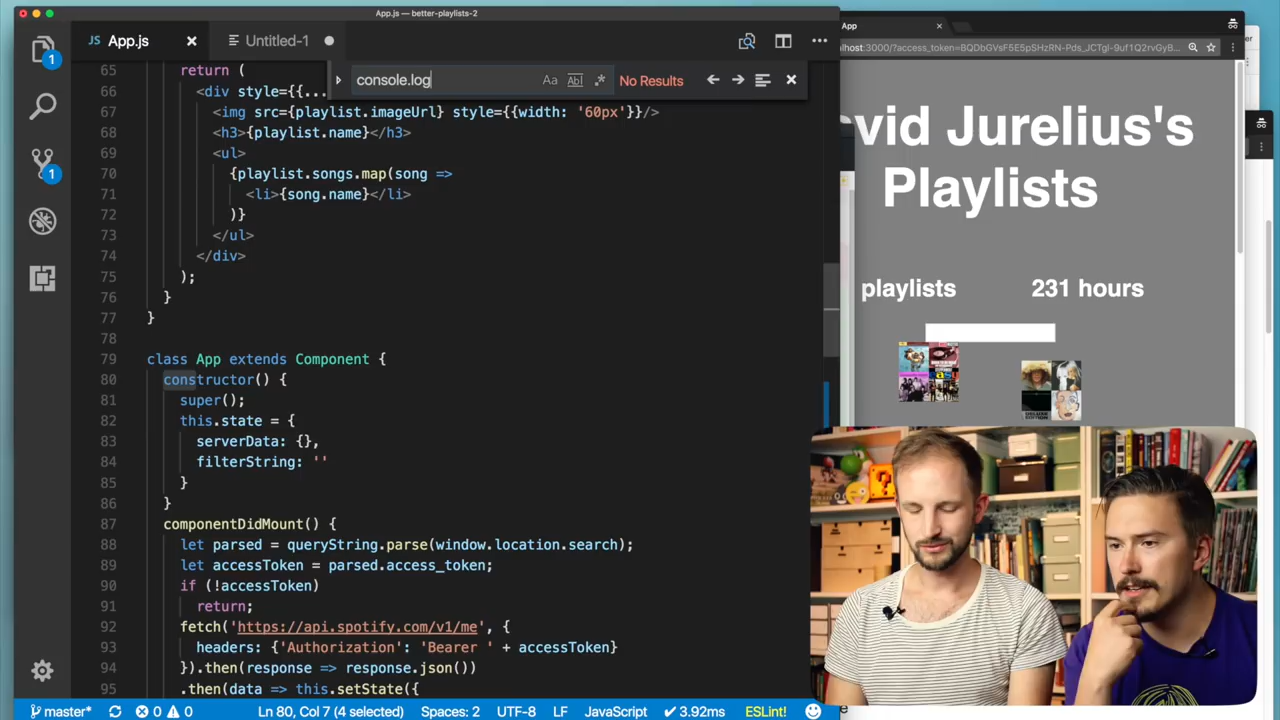 App.js — better-playlists-2
JS App.js
Untitled-1
console.log
Aa
Abl
No Results
65 return (
66 <div style={{...
67 <img src={playlist.imageUrl} style={{width: '60px'}}/>
68 <h3>{playlist.name}</h3>
69 <ul>
70 {playlist.songs.map(song =>
71 <li>{song.name}</li>
72 )}
73 </ul>
74 </div>
75 );
76 }
77 }
78
79 class App extends Component {
80 constructor() {
81 super();
82 this.state = {
83 serverData: {},
84 filterString: ''
85 }
86 }
87 componentDidMount() {
88 let parsed = queryString.parse(window.location.search);
89 let accessToken = parsed.access_token;
90 if (!accessToken)
91 return;
92 fetch('https://api.spotify.com/v1/me', {
93 headers: {'Authorization': 'Bearer ' + accessToken}
94 }).then(response => response.json())
95 .then(data => this.setState({
1
1
master*
0
0
Ln 80, Col 7 (4 selected)
Spaces: 2
UTF-8
LF
JavaScript
✔ 3.92ms
ESLint!
App
vid Jurelius's
Playlists
playlists
231 hours